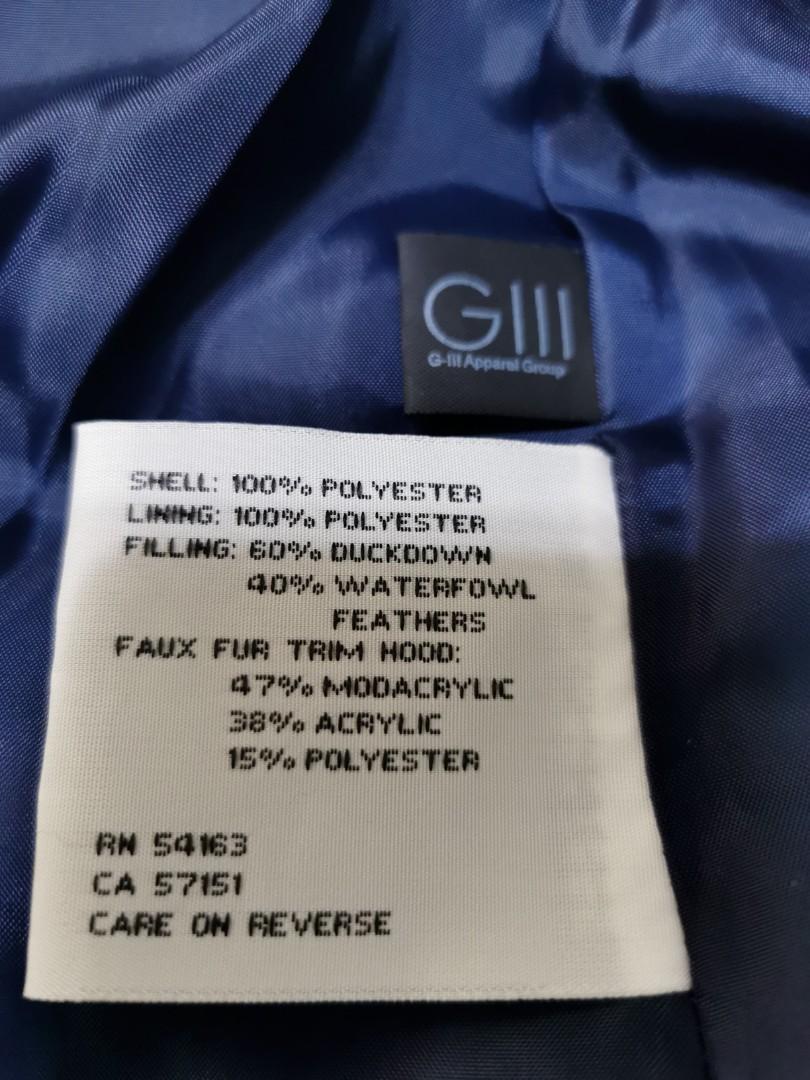 GIII
G-III Apparel Group
SHELL: 100% POLYESTER
LINING: 100% POLYESTER
FILLING: 60% DUCKDOWN
40% WATERFOWL
FEATHERS
FAUX FUR TRIM HOOD:
47% MODACRYLIC
38% ACRYLIC
15% POLYESTER
RN 54163
CA 57151
CARE ON REVERSE